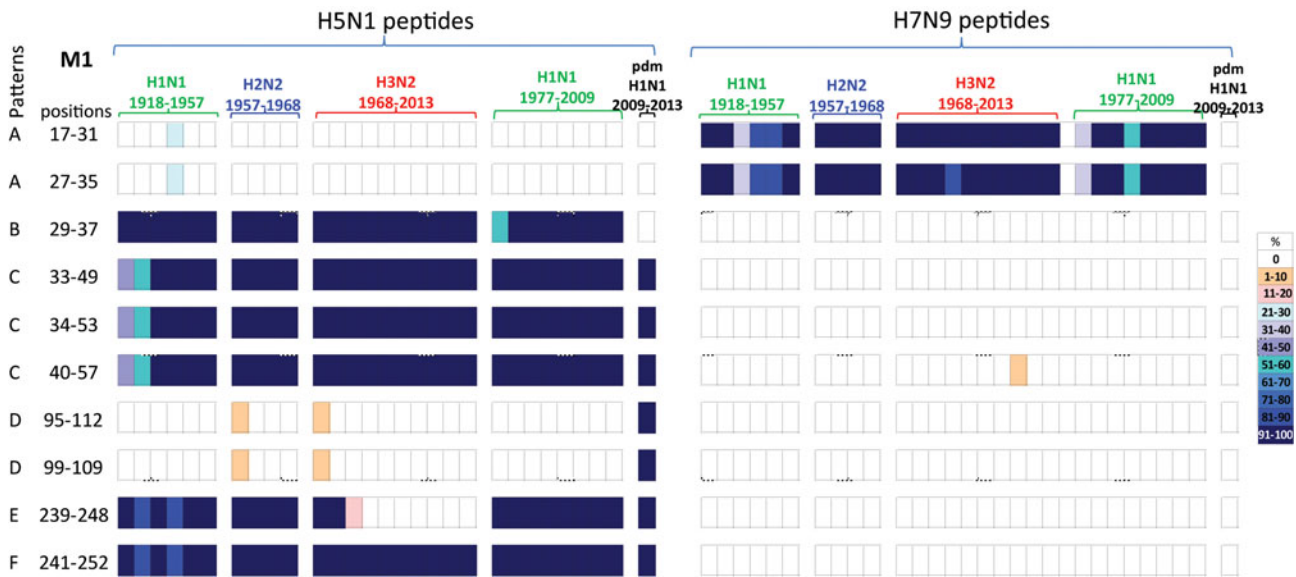 H5N1 peptides H7N9 peptides
Patterns
M1
positions
H1N1
1918-1957
H2N2
1957-1968
H3N2
1968-2013
H1N1
1977-2009
pdm
H1N1
2009-2013
H1N1
1918-1957
H2N2
1957-1968
H3N2
1968-2013
H1N1
1977-2009
pdm
H1N1
2009-2013
A 17-31
A 27-35
B 29-37
C 33-49
C 34-53
C 40-57
D 95-112
D 99-109
E 239-248
F 241-252
%
0
1-10
11-20
21-30
31-40
41-50
51-60
61-70
71-80
81-90
91-100